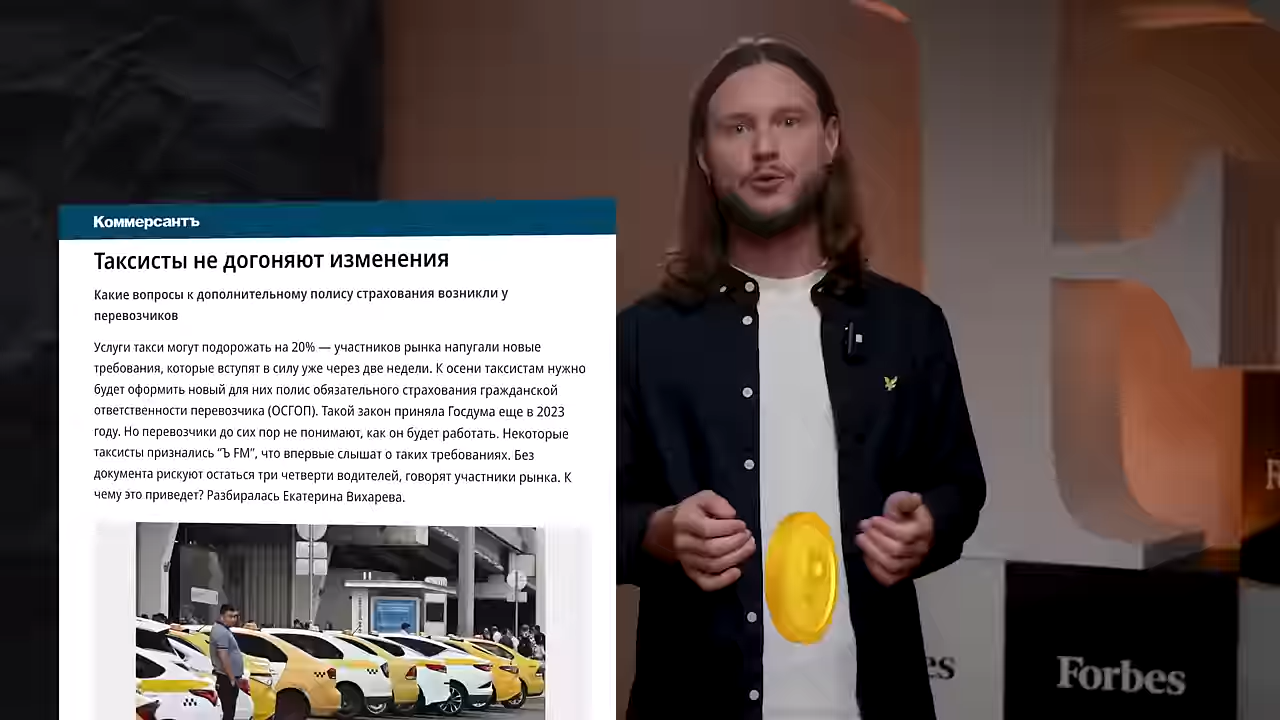 Коммерсантъ
Таксисты не догоняют изменения
Какие вопросы к дополнительному полису страхования возникли у
перевозчиков
Услуги такси могут подорожать на 20% — участников рынка напугали новые
требования, которые вступят в силу уже через две недели. К осени таксистам нужно
будет оформить новый для них полис обязательного страхования гражданской
ответственности перевозчика (ОСГОП). Такой закон приняла Госдума еще в 2023
году. Но перевозчики до сих пор не понимают, как он будет работать. Некоторые
таксисты признались “Ъ FM”, что впервые слышат о таких требованиях. Без
документа рискуют остаться три четверти водителей, говорят участники рынка. К
чему это приведет? Разбиралась Екатерина Вихарева.
es
Forbes